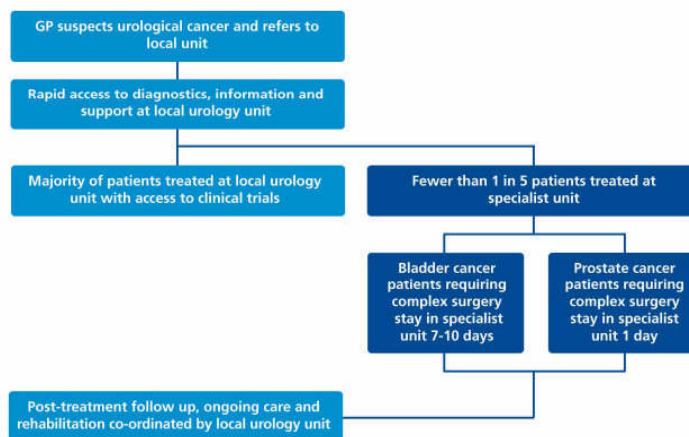 GP suspects urological cancer and refers to
local unit
Rapid access to diagnostics, information and
support at local urology unit
Majority of patients treated at local urology
unit with access to clinical trials
Fewer than 1 in 5 patients treated at
specialist unit
Bladder cancer
patients requiring
complex surgery
stay in specialist
unit 7-10 days
Prostate cancer
patients requiring
complex surgery
stay in specialist
unit 1 day
Post-treatment follow up, ongoing care and
rehabilitation co-ordinated by local urology unit